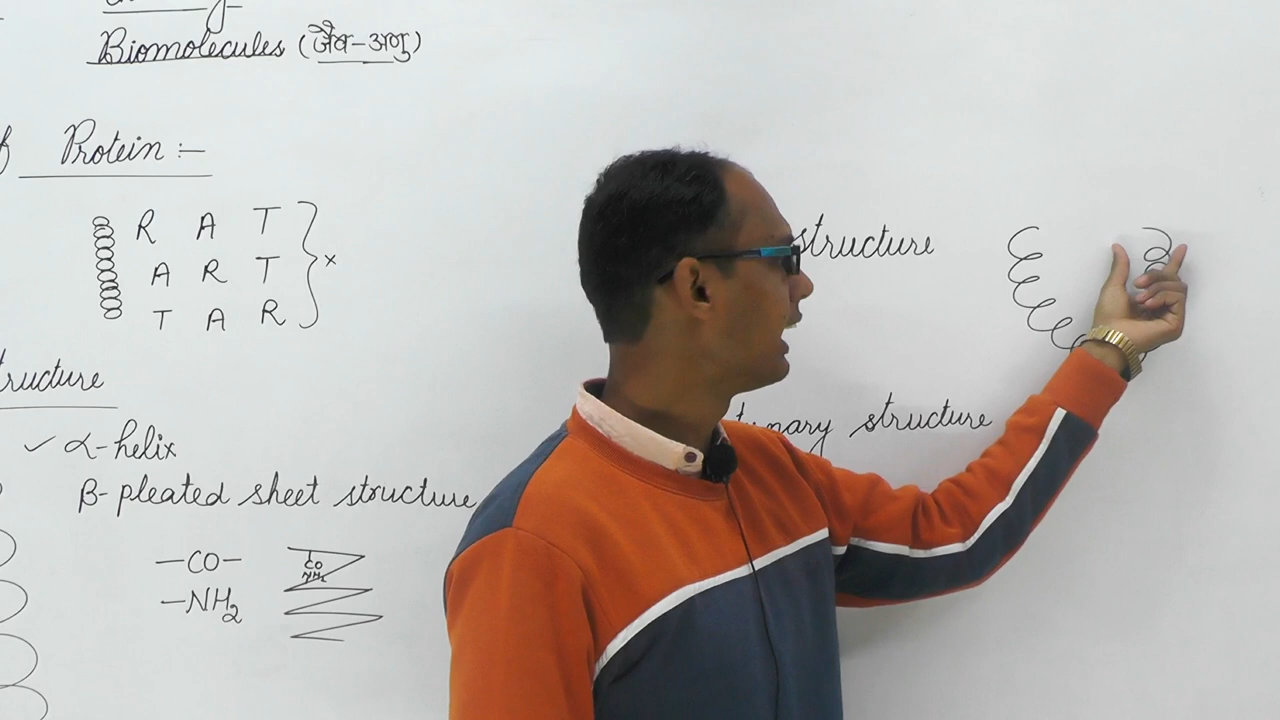 Biomolecules (जैव-अणु)
Protein :-
R A T
A R T
T A R
x
structure
✓ α-helix
β-pleated sheet structure
-CO-
-NH2
CO
NH2
structure